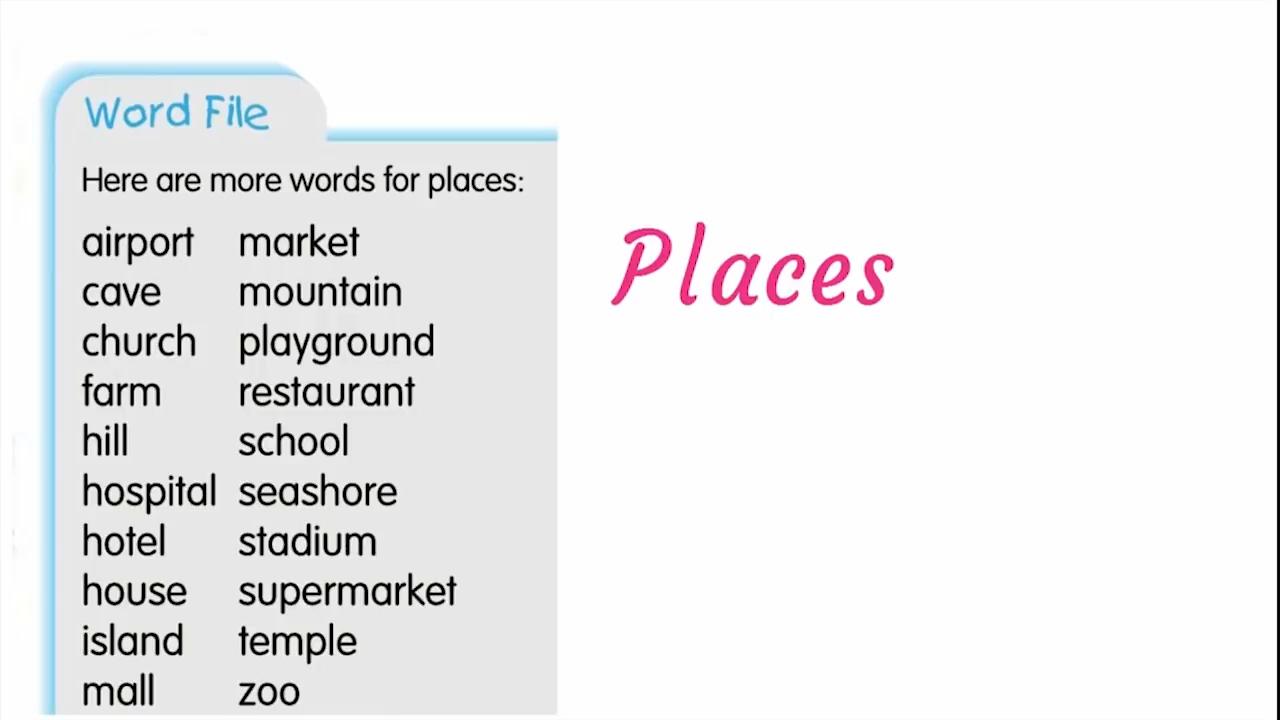 Word File
Here are more words for places:
airport market
cave mountain
church playground
farm restaurant
hill school
hospital seashore
hotel stadium
house supermarket
island temple
mall zoo
Places